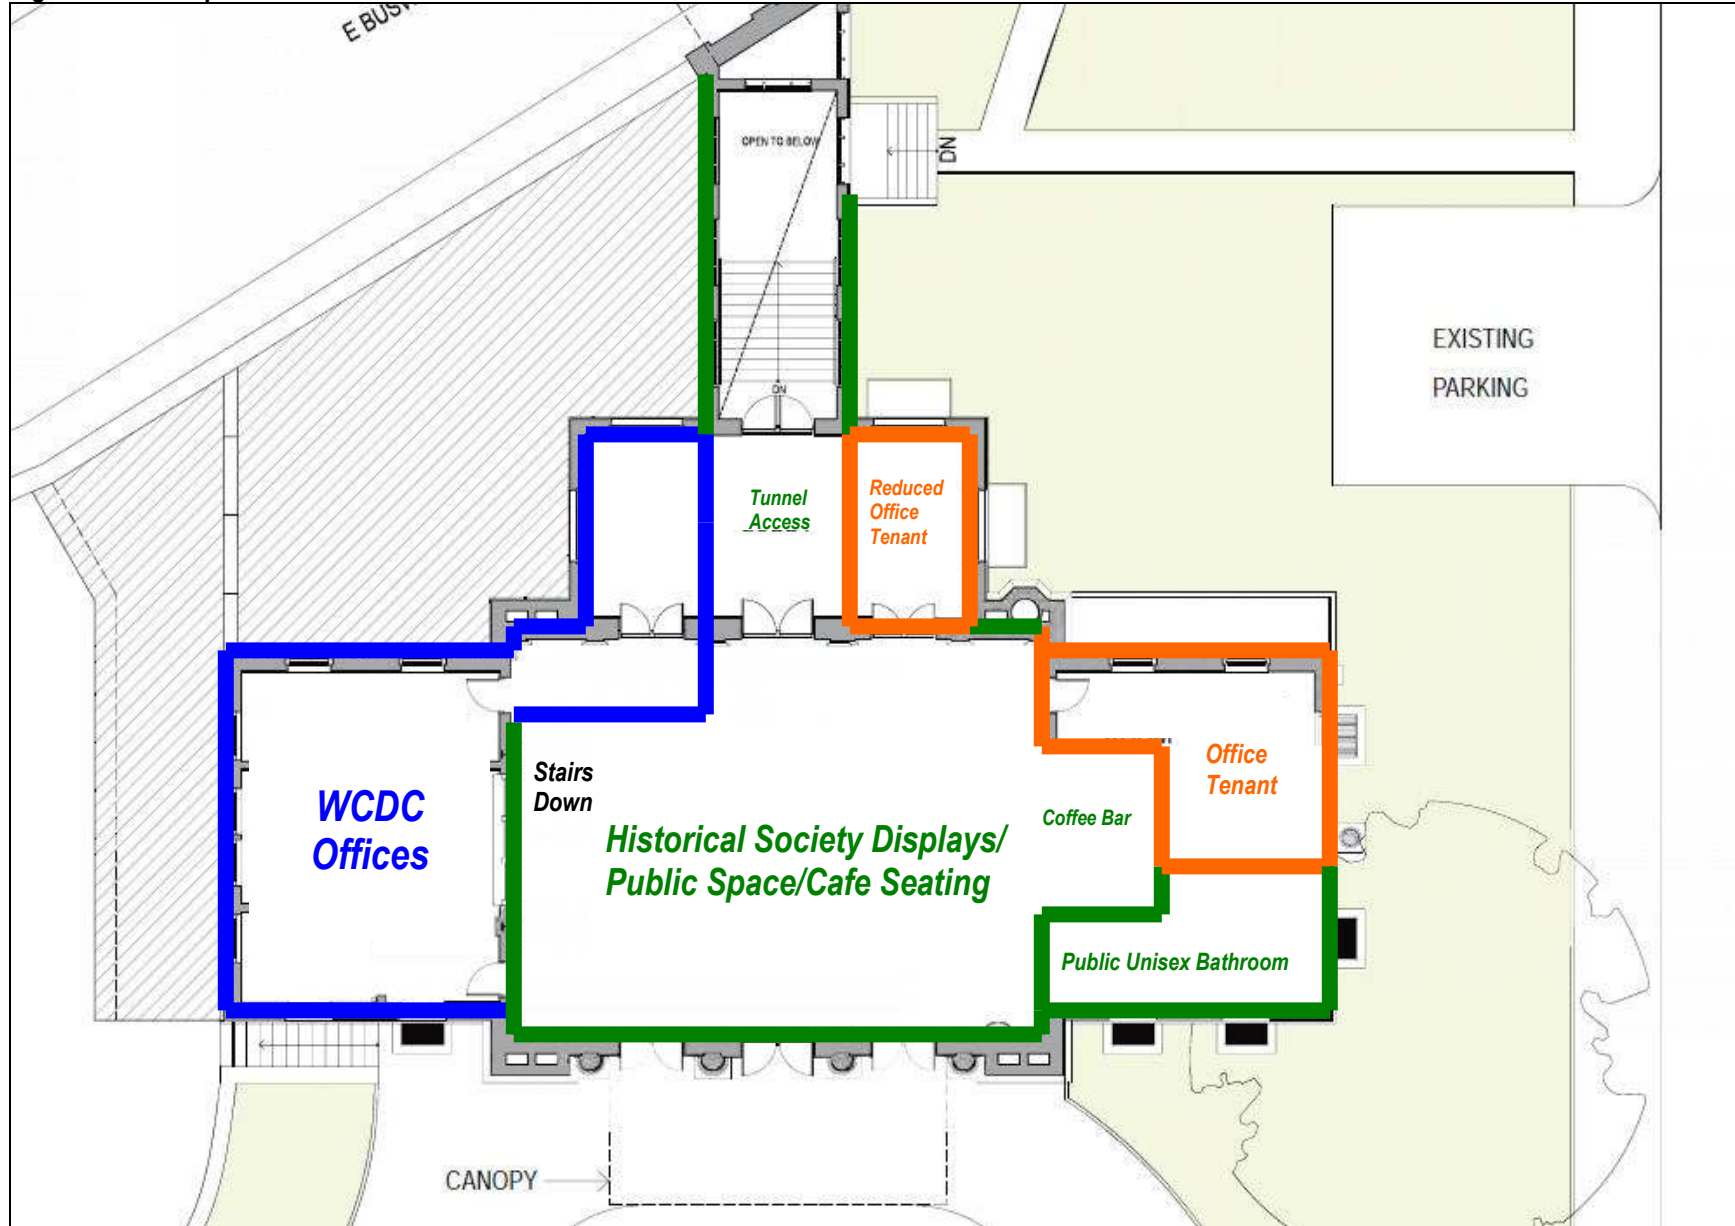 E BUSW
OPEN TO BELOW
DN
EXISTING
PARKING
DN
Tunnel
Access
Reduced
Office
Tenant
Stairs
Down
WCDC
Offices
Historical Society Displays/
Public Space/Cafe Seating
Coffee Bar
Office
Tenant
Public Unisex Bathroom
CANOPY